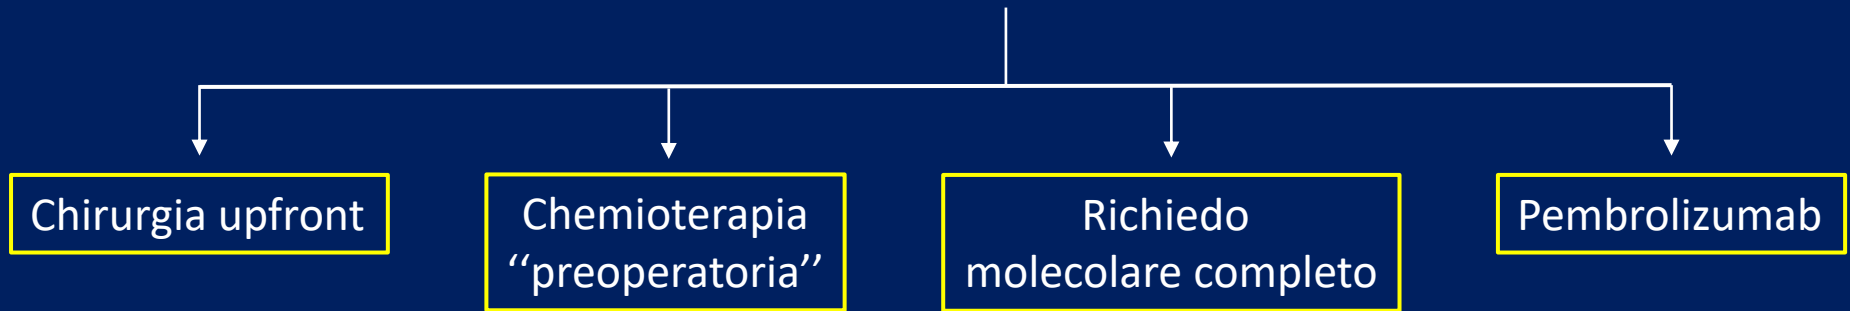 Chirurgia upfront
Chemioterapia
‘‘preoperatoria’’
Richiedo
molecolare completo
Pembrolizumab